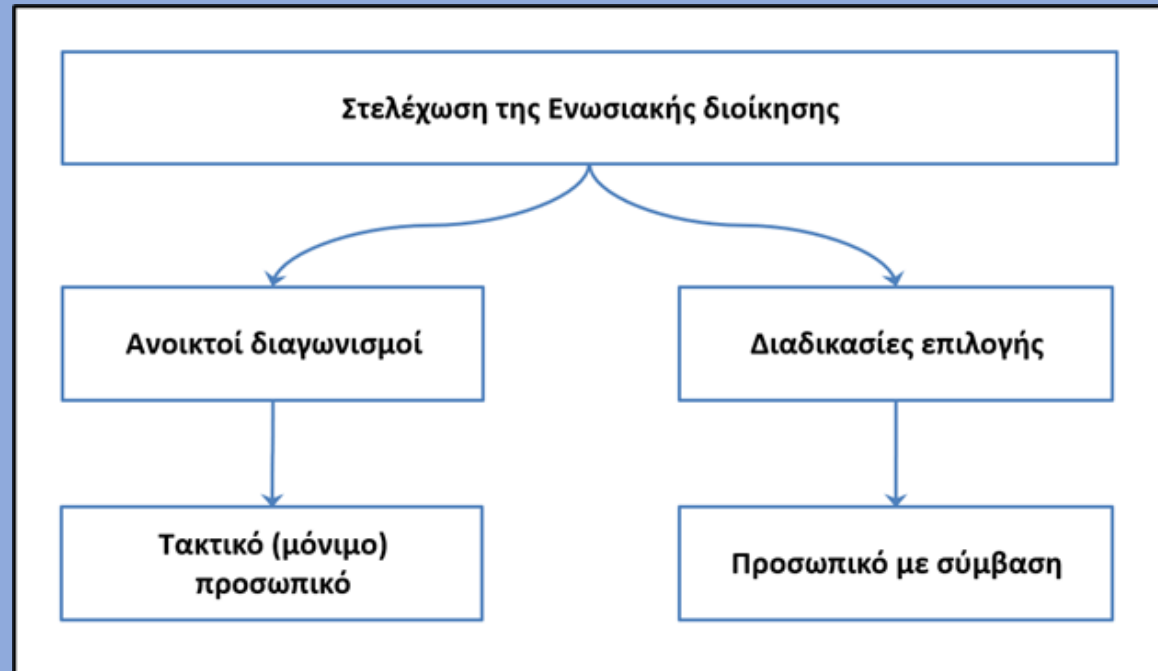 Στελέχωση της Ενωσιακής διοίκησης
Ανοικτοί διαγωνισμοί
Διαδικασίες επιλογής
Τακτικό (μόνιμο)
προσωπικό
Προσωπικό με σύμβαση